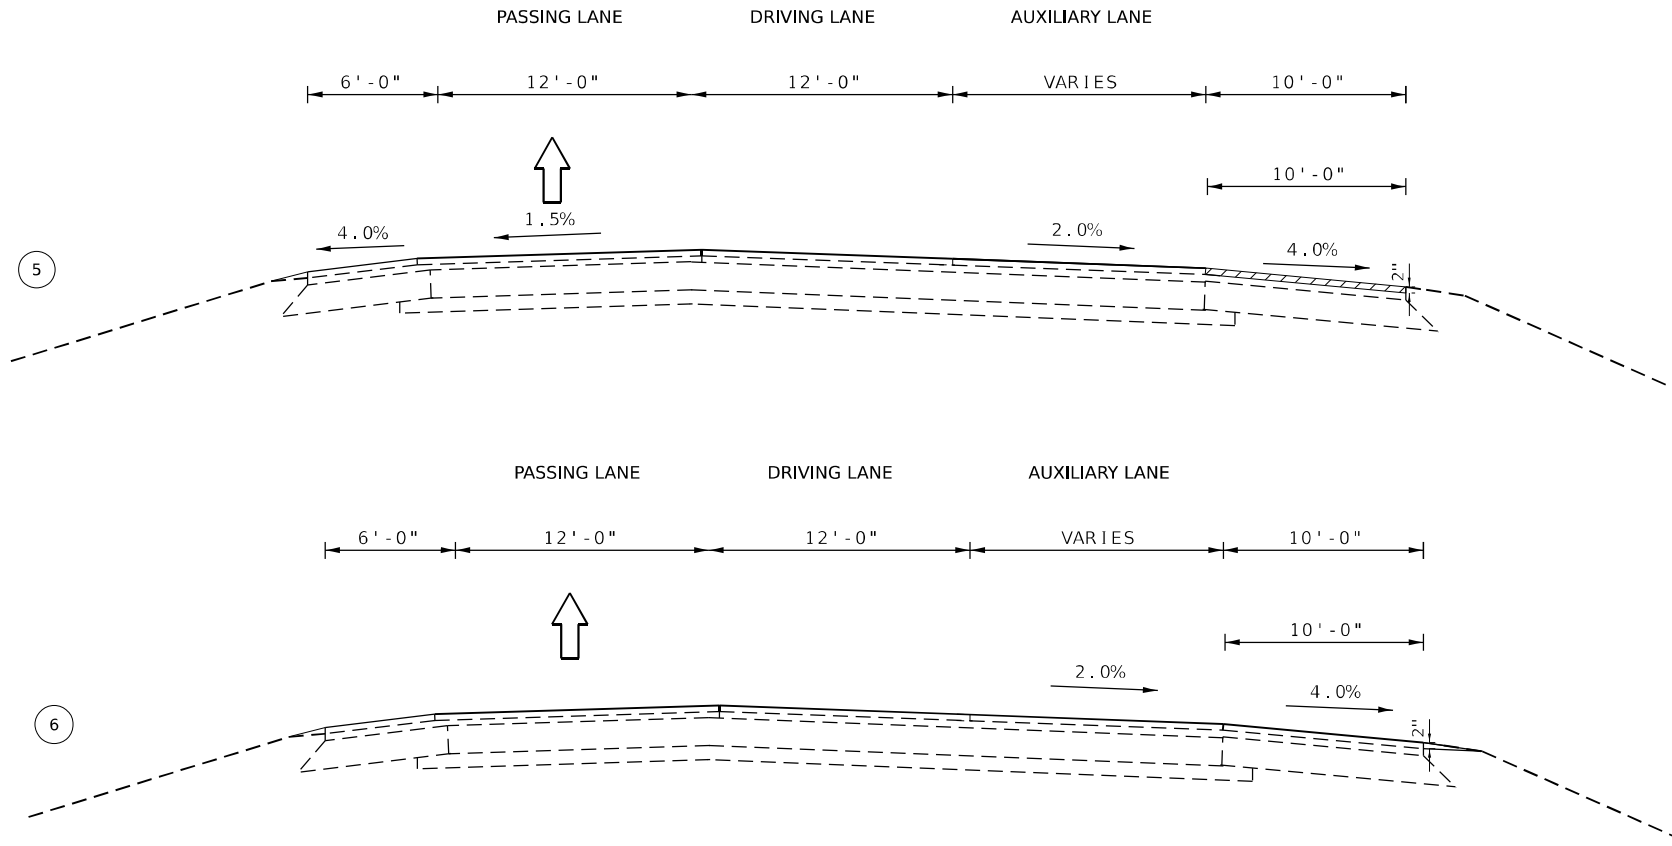 PASSING LANE DRIVING LANE AUXILIARY LANE
6'-0" 12'-0" 12'-0" VARIES 10'-0"
10'-0"
4.0% 1.5% 2.0% 4.0%
5 2"
PASSING LANE DRIVING LANE AUXILIARY LANE
6'-0" 12'-0" 12'-0" VARIES 10'-0"
10'-0"
2.0% 4.0%
6 2"